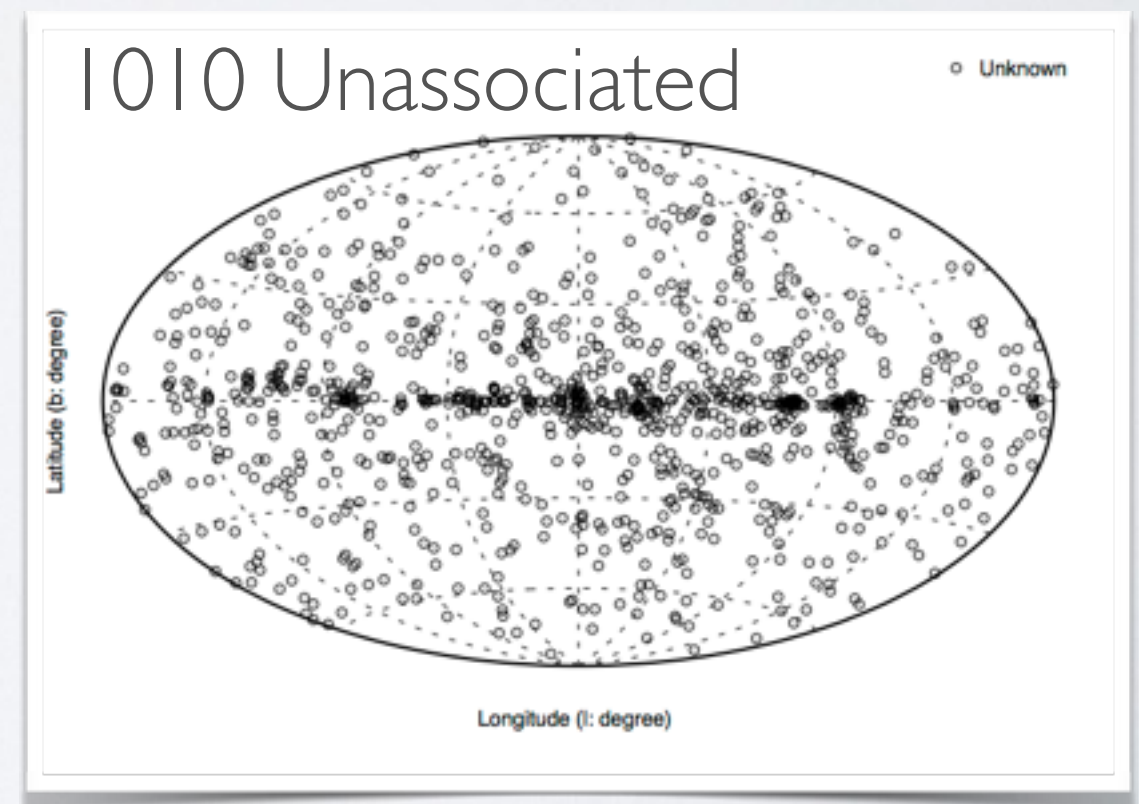 1010 Unassociated
Unknown
Latitude (b: degree)
Longitude (l: degree)